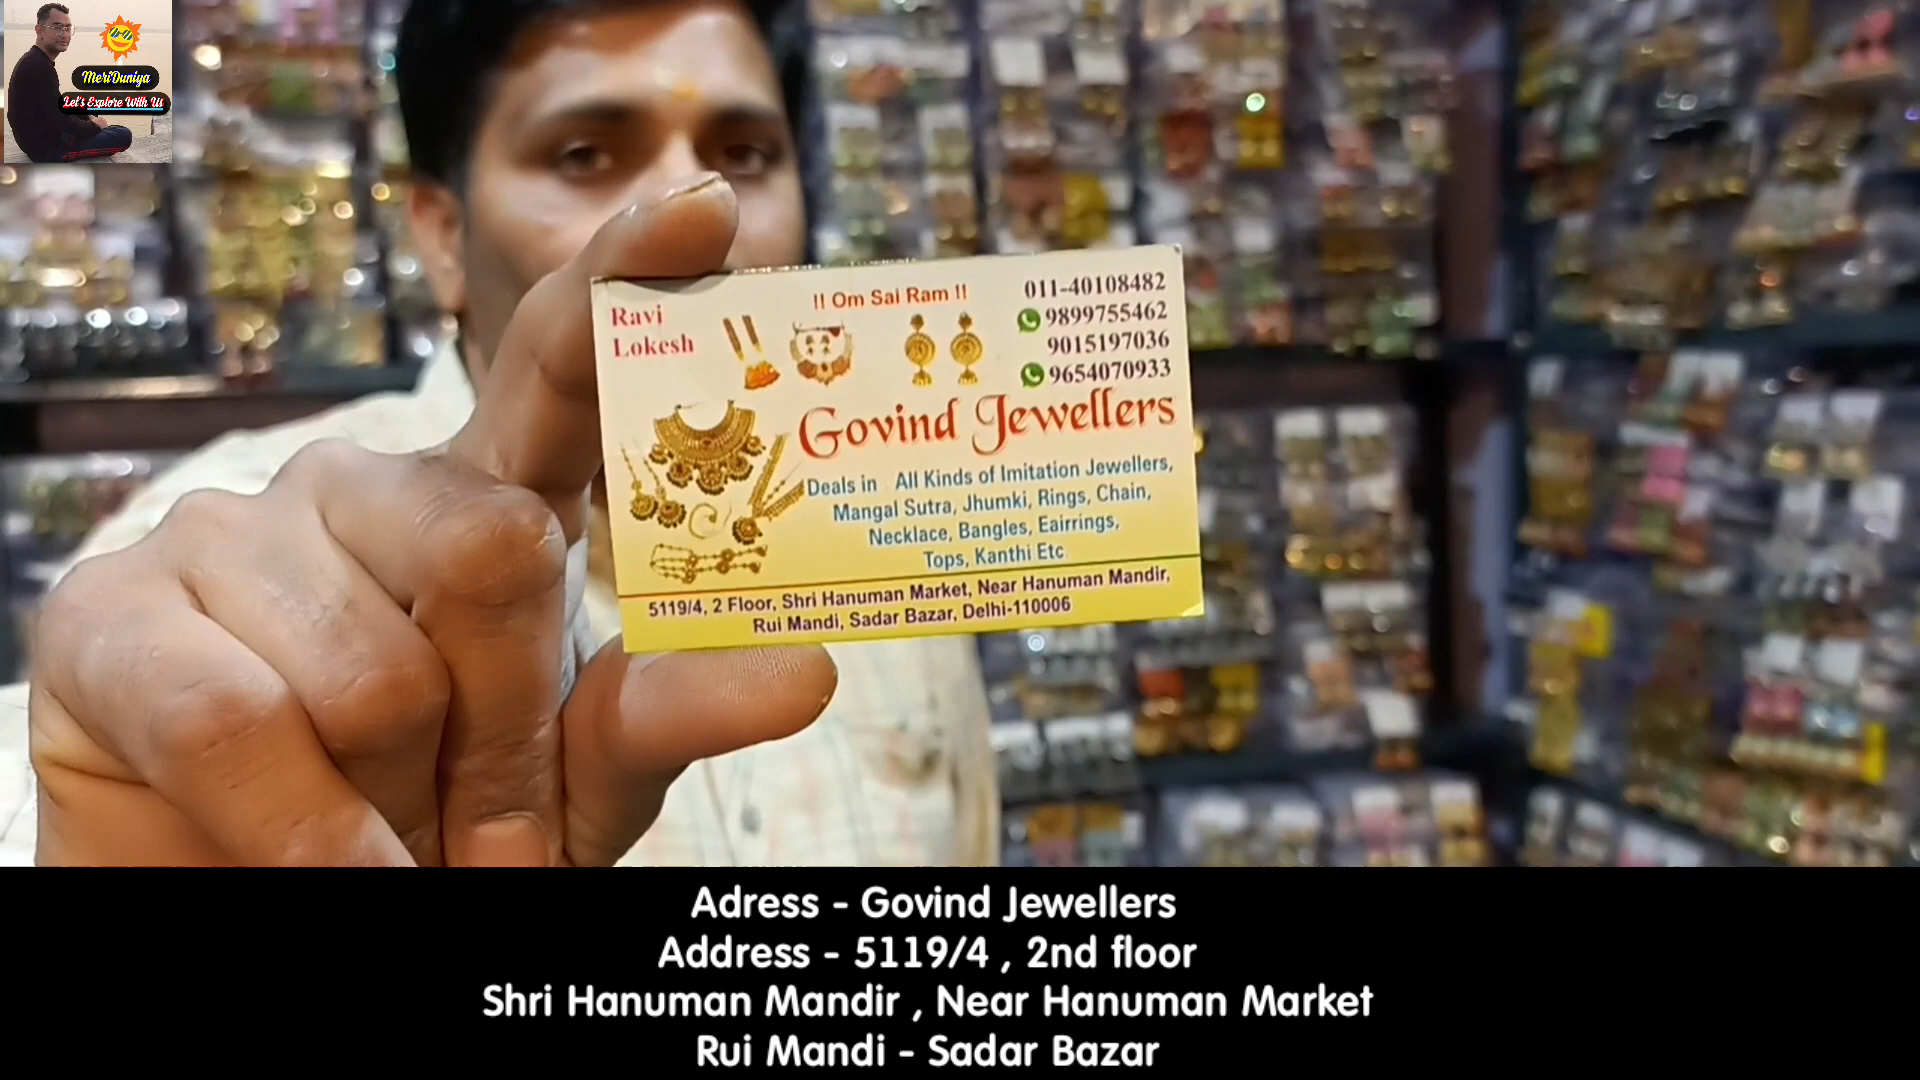 MeriDuniya
Let's Explore With Us
Ravi
Lokesh
!! Om Sai Ram !!
011-40108482
9899755462
9015197036
9654070933
Govind Jewellers
Deals in All Kinds of Imitation Jewellers,
Mangal Sutra, Jhumki, Rings, Chain,
Necklace, Bangles, Eairrings,
Tops, Kanthi Etc
5119/4, 2 Floor, Shri Hanuman Market, Near Hanuman Mandir,
Rui Mandi, Sadar Bazar, Delhi-110006
Adress - Govind Jewellers
Address - 5119/4 , 2nd floor
Shri Hanuman Mandir , Near Hanuman Market
Rui Mandi - Sadar Bazar